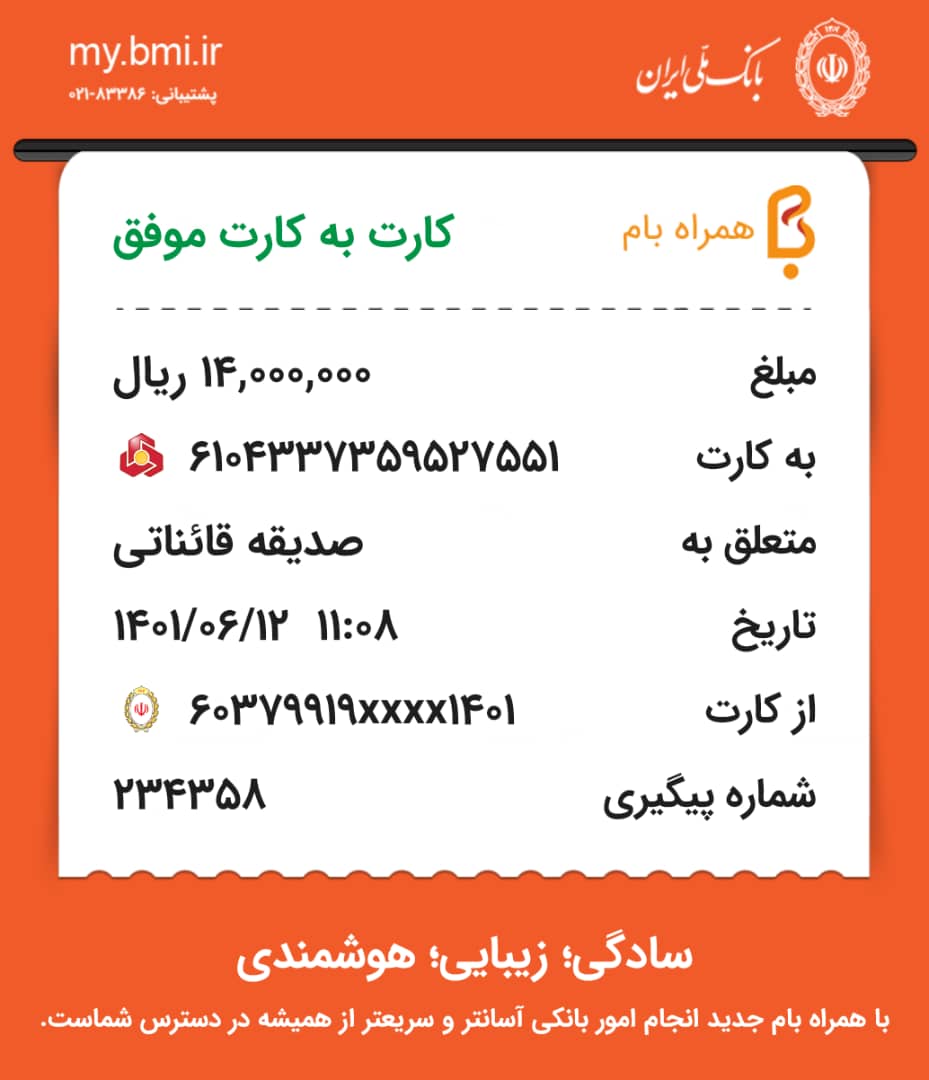 بانک ملی ایران
my.bmi.ir
پشتیبانی: ۸۳۳۸۶-۰۲۱
همراه بام
کارت به کارت موفق
مبلغ ۱۴,۰۰۰,۰۰۰ ریال
به کارت ۶۱۰۴۳۳۷۳۵۹۵۲۷۵۵۱
متعلق به صدیقه قائناتی
تاریخ ۱۴۰۱/۰۶/۱۲ ۱۱:۰۸
از کارت ۶۰۳۷۹۹۱۹xxxx۱۴۰۱
شماره پیگیری ۲۳۴۳۵۸
سادگی؛ زیبایی؛ هوشمندی
با همراه بام جدید انجام امور بانکی آسانتر و سریعتر از همیشه در دسترس شماست.